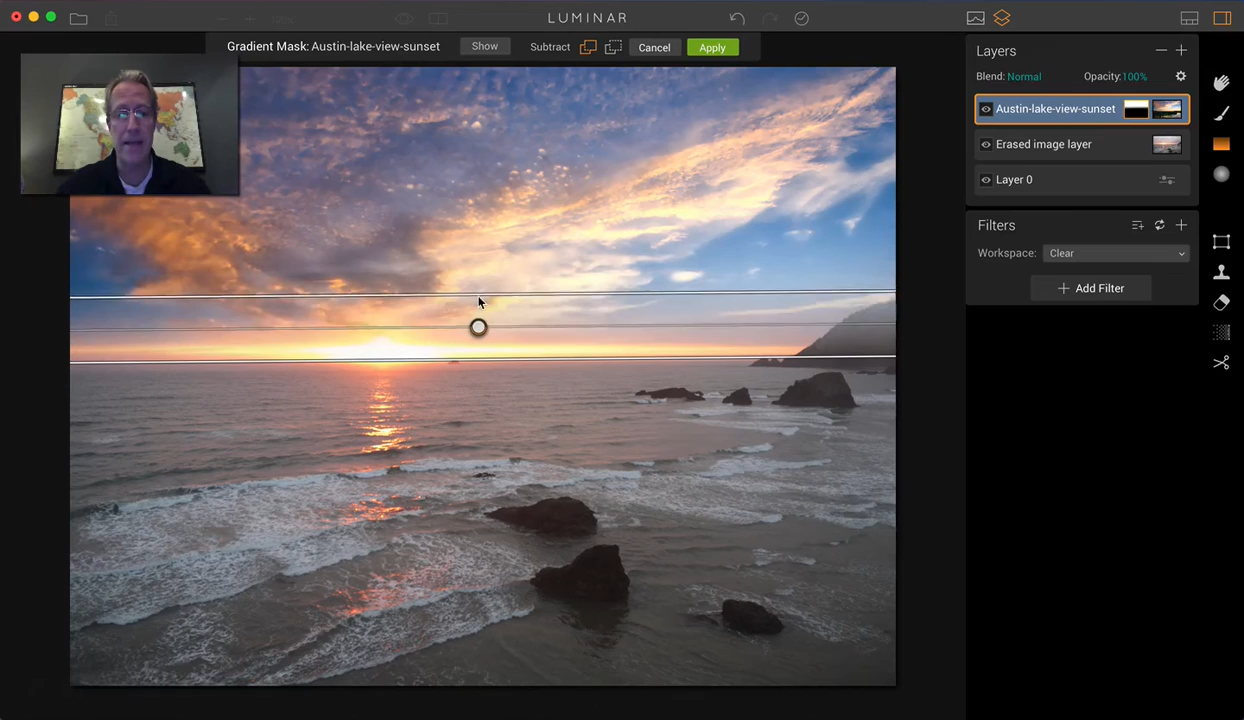 LUMINAR
180%
Gradient Mask: Austin-lake-view-sunset
Show
Subtract
Cancel
Apply
Layers
Blend: Normal
Opacity:100%
Austin-lake-view-sunset
Erased image layer
Layer 0
Filters
Workspace:
Clear
Add Filter